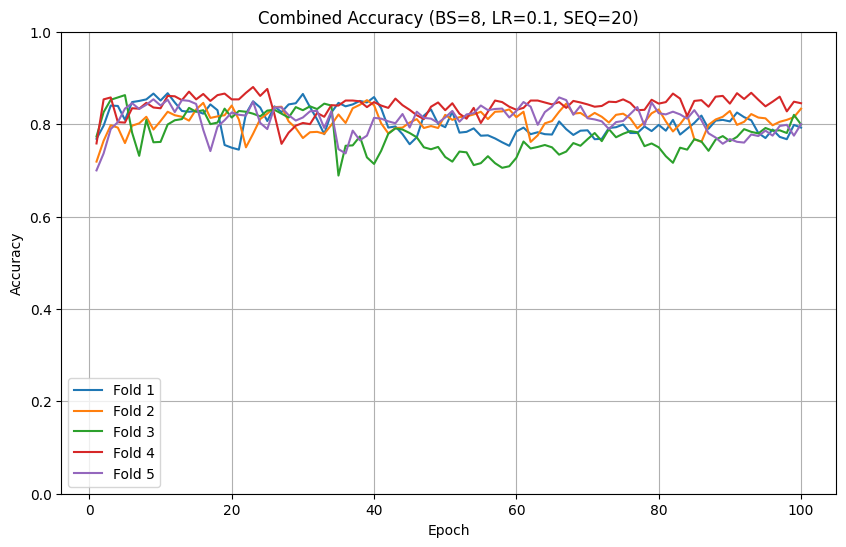 Combined Accuracy (BS=8, LR=0.1, SEQ=20)
1.0
0.8
0.6
0.4
0.2
0.0
Accuracy
Fold 1
Fold 2
Fold 3
Fold 4
Fold 5
0 20 40 60 80 100
Epoch